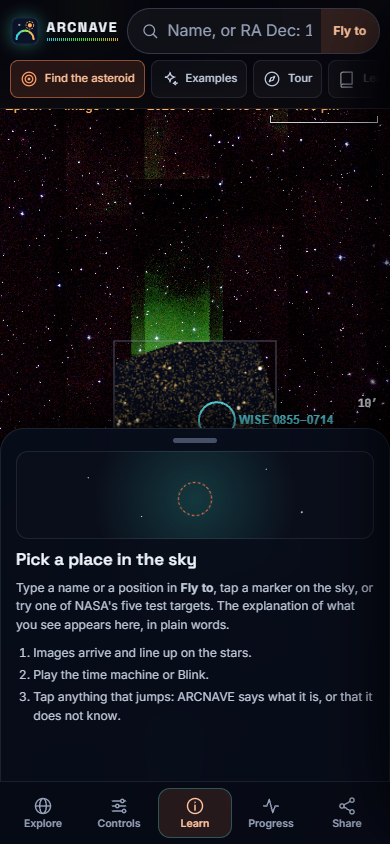 ARCNAVE
Name, or RA Dec: 1
Fly to
Find the asteroid
Examples
Tour
10′
WISE 0855−0714
Pick a place in the sky
Type a name or a position in Fly to, tap a marker on the sky, or
try one of NASA's five test targets. The explanation of what
you see appears here, in plain words.
1. Images arrive and line up on the stars.
2. Play the time machine or Blink.
3. Tap anything that jumps: ARCNAVE says what it is, or that it
does not know.
Explore
Controls
Learn
Progress
Share